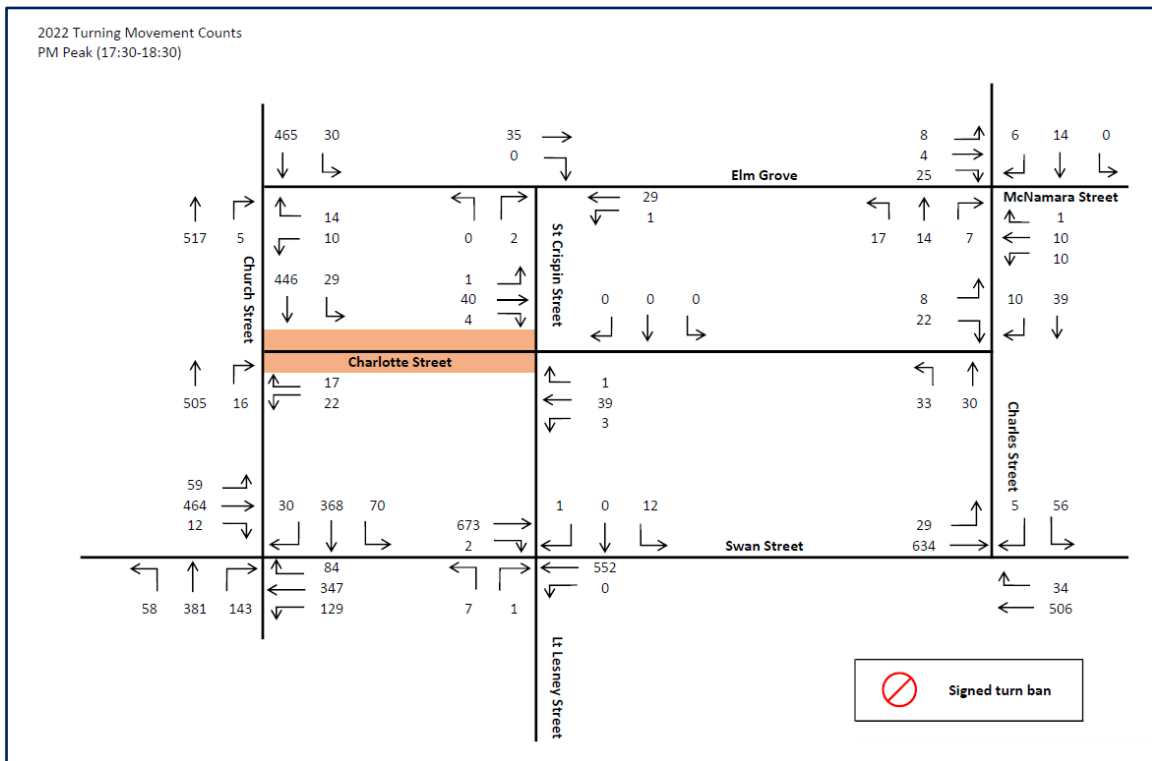 2022 Turning Movement Counts
PM Peak (17:30-18:30)
465 30
35
0
8
4
25
6 14 0
Elm Grove
McNamara Street
517 5
14
10
0 2
29
1
17 14 7
1
10
10
Church Street
St Crispin Street
446 29
1
40
4
0 0 0
8
22
10 39
Charlotte Street
505 16
17
22
1
39
3
33 30
Charles Street
59
464
12
30 368 70
673
2
1 0 12
29
634
5 56
Swan Street
58 381 143
84
347
129
7 1
552
0
34
506
Lt Lesney Street
Signed turn ban